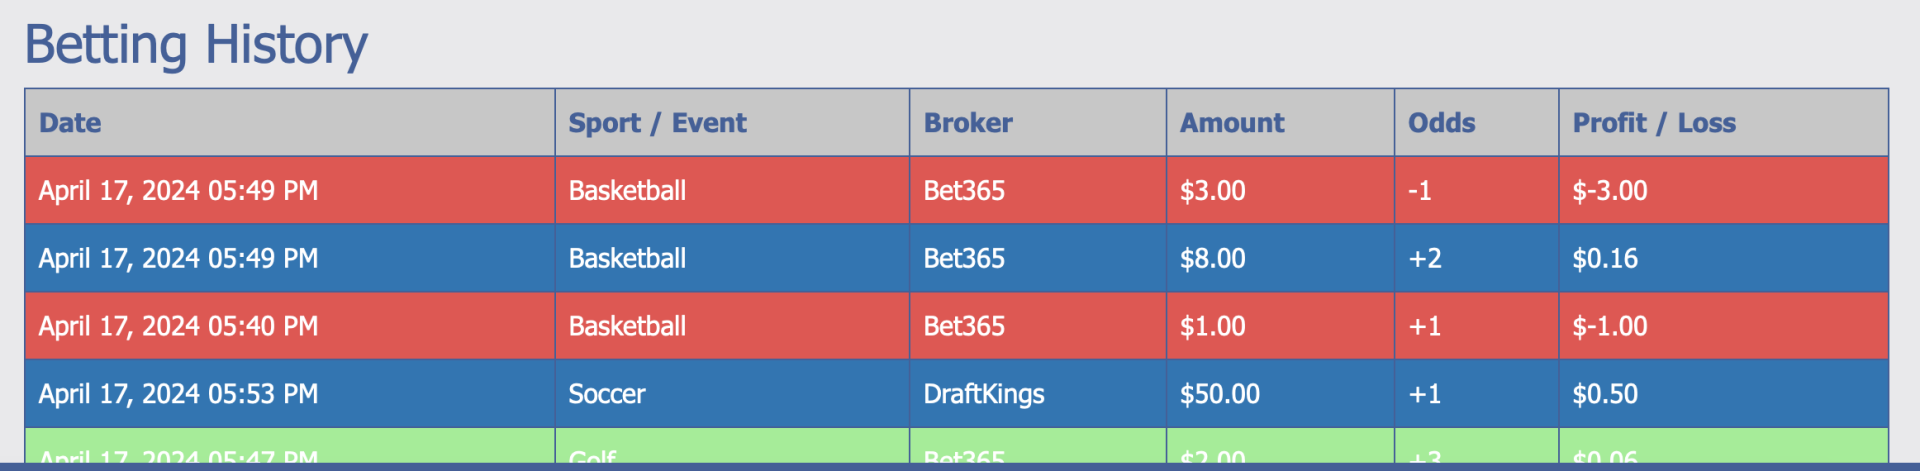 Betting History
Date Sport / Event Broker Amount Odds Profit / Loss
April 17, 2024 05:49 PM Basketball Bet365 $3.00 -1 $-3.00
April 17, 2024 05:49 PM Basketball Bet365 $8.00 +2 $0.16
April 17, 2024 05:40 PM Basketball Bet365 $1.00 +1 $-1.00
April 17, 2024 05:53 PM Soccer DraftKings $50.00 +1 $0.50
April 17, 2024 05:47 PM Golf Bet365 $2.00 +3 $0.06